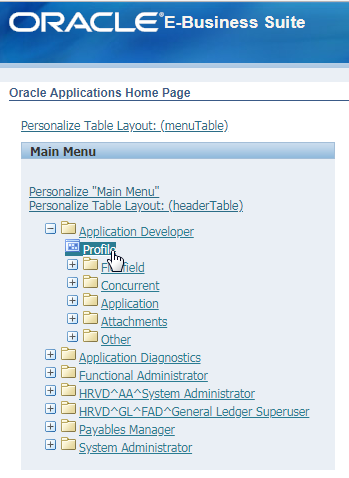 ORACLE® E-Business Suite
Oracle Applications Home Page
Personalize Table Layout: (menuTable)
Main Menu
Personalize "Main Menu"
Personalize Table Layout: (headerTable)
Application Developer
Profile
Flexfield
Concurrent
Application
Attachments
Other
Application Diagnostics
Functional Administrator
HRVD^AA^System Administrator
HRVD^GL^FAD^General Ledger Superuser
Payables Manager
System Administrator